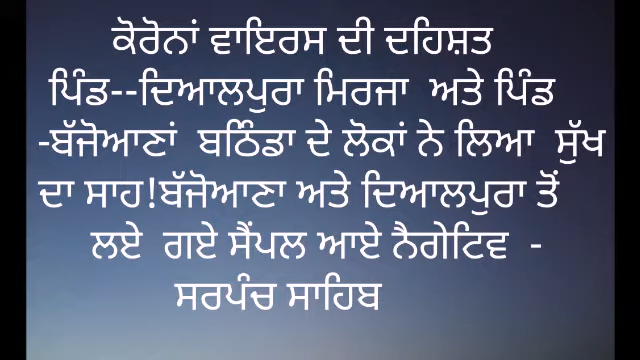 ਕੋਰੋਨਾਂ ਵਾਇਰਸ ਦੀ ਦਹਿਸ਼ਤ
ਪਿੰਡ--ਦਿਆਲਪੁਰਾ ਮਿਰਜਾ  ਅਤੇ ਪਿੰਡ
-ਬੱਜੋਆਣਾਂ  ਬਠਿੰਡਾ ਦੇ ਲੋਕਾਂ ਨੇ ਲਿਆ  ਸੁੱਖ
ਦਾ ਸਾਹ!ਬੱਜੋਆਣਾ ਅਤੇ ਦਿਆਲਪੁਰਾ ਤੋਂ
ਲਏ  ਗਏ ਸੈਂਪਲ ਆਏ ਨੈਗੇਟਿਵ  -
ਸਰਪੰਚ ਸਾਹਿਬ